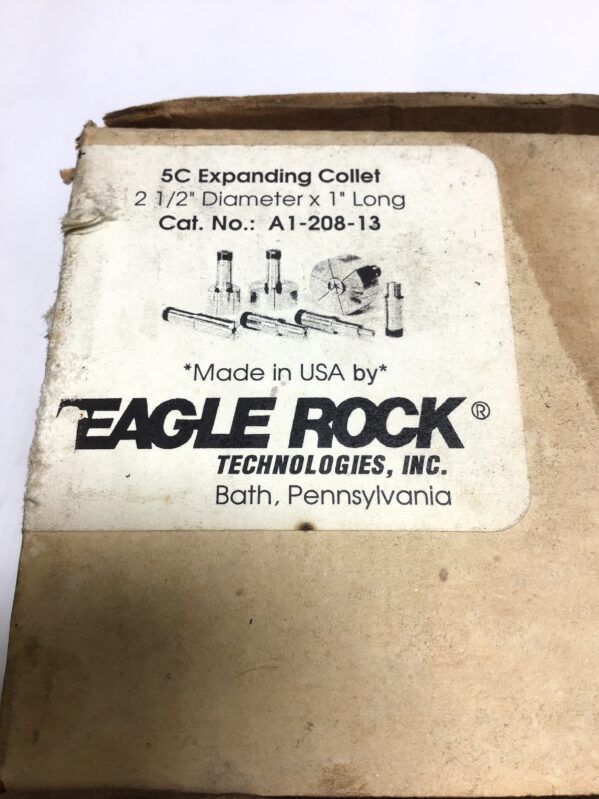 5C Expanding Collet
2 1/2" Diameter x 1" Long
Cat. No.: A1-208-13
*Made in USA by*
EAGLE ROCK®
TECHNOLOGIES, INC.
Bath, Pennsylvania